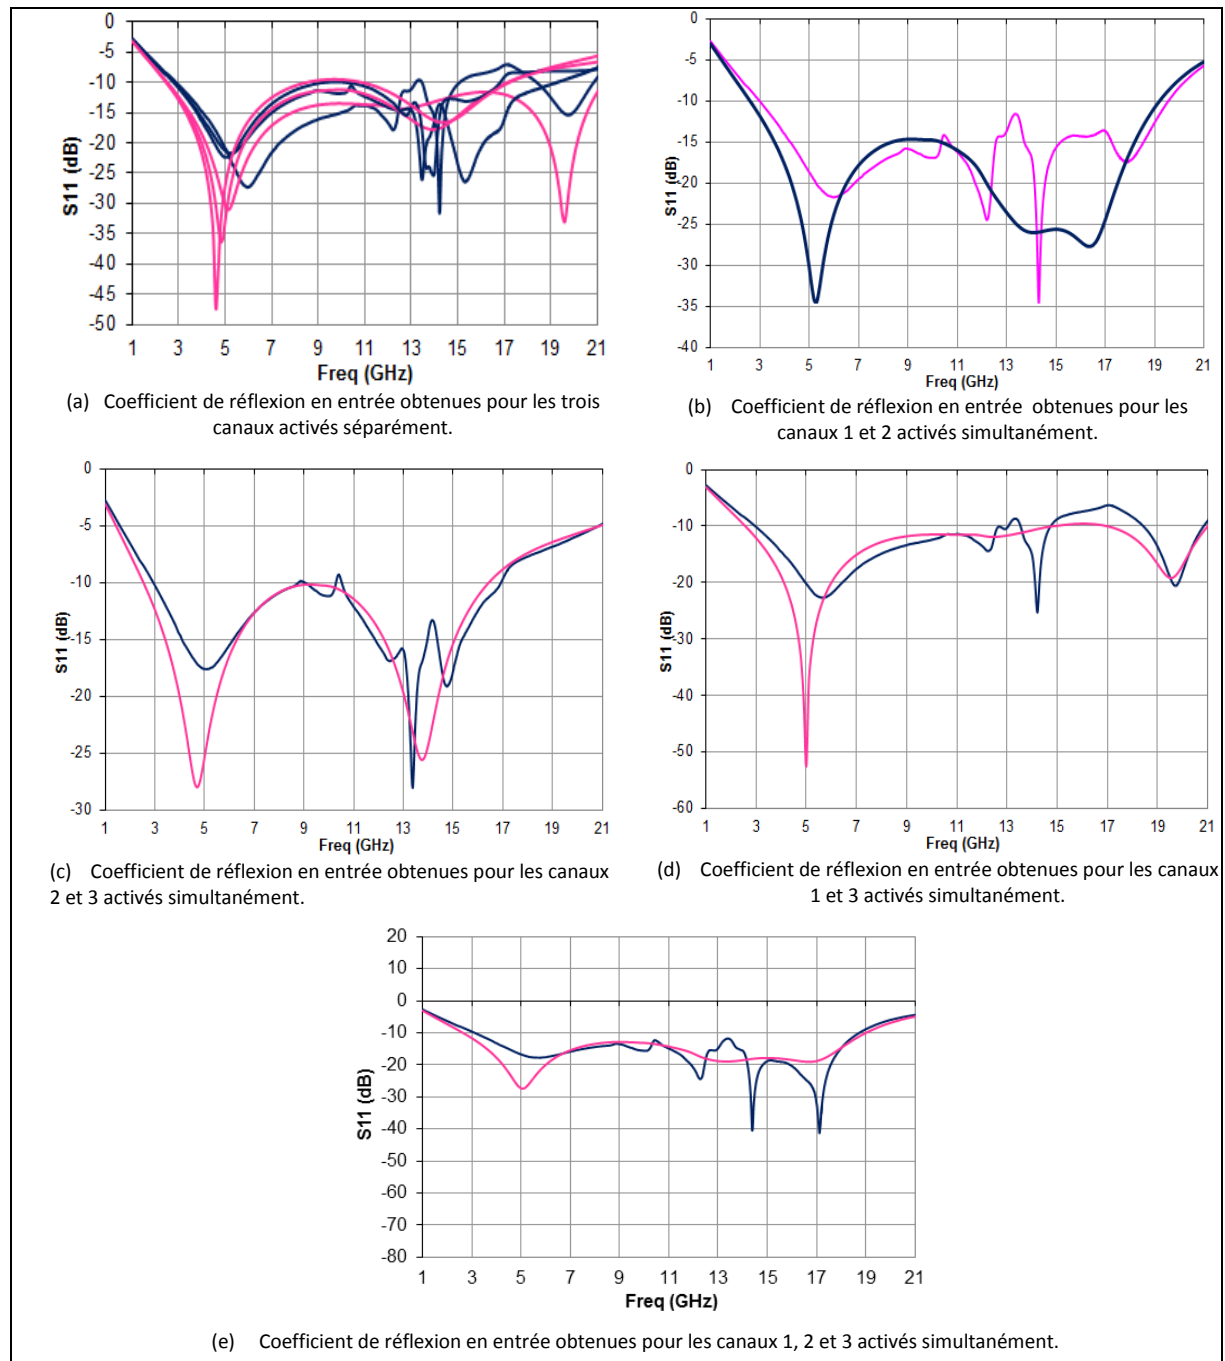 0
-5
-10
-15
-20
-25
-30
-35
-40
-45
-50
S11 (dB)
1 3 5 7 9 11 13 15 17 19 21
Freq (GHz)
(a) Coefficient de réflexion en entrée obtenues pour les trois
canaux activés séparément.
0
-5
-10
-15
-20
-25
-30
-35
-40
S11 (dB)
1 3 5 7 9 11 13 15 17 19 21
Freq (GHz)
(b) Coefficient de réflexion en entrée obtenues pour les
canaux 1 et 2 activés simultanément.
0
-5
-10
-15
-20
-25
-30
S11 (dB)
1 3 5 7 9 11 13 15 17 19 21
Freq (GHz)
(c) Coefficient de réflexion en entrée obtenues pour les canaux
2 et 3 activés simultanément.
0
-10
-20
-30
-40
-50
-60
S11 (dB)
1 3 5 7 9 11 13 15 17 19 21
Freq (GHz)
(d) Coefficient de réflexion en entrée obtenues pour les canaux
1 et 3 activés simultanément.
20
10
0
-10
-20
-30
-40
-50
-60
-70
-80
S11 (dB)
1 3 5 7 9 11 13 15 17 19 21
Freq (GHz)
(e) Coefficient de réflexion en entrée obtenues pour les canaux 1, 2 et 3 activés simultanément.